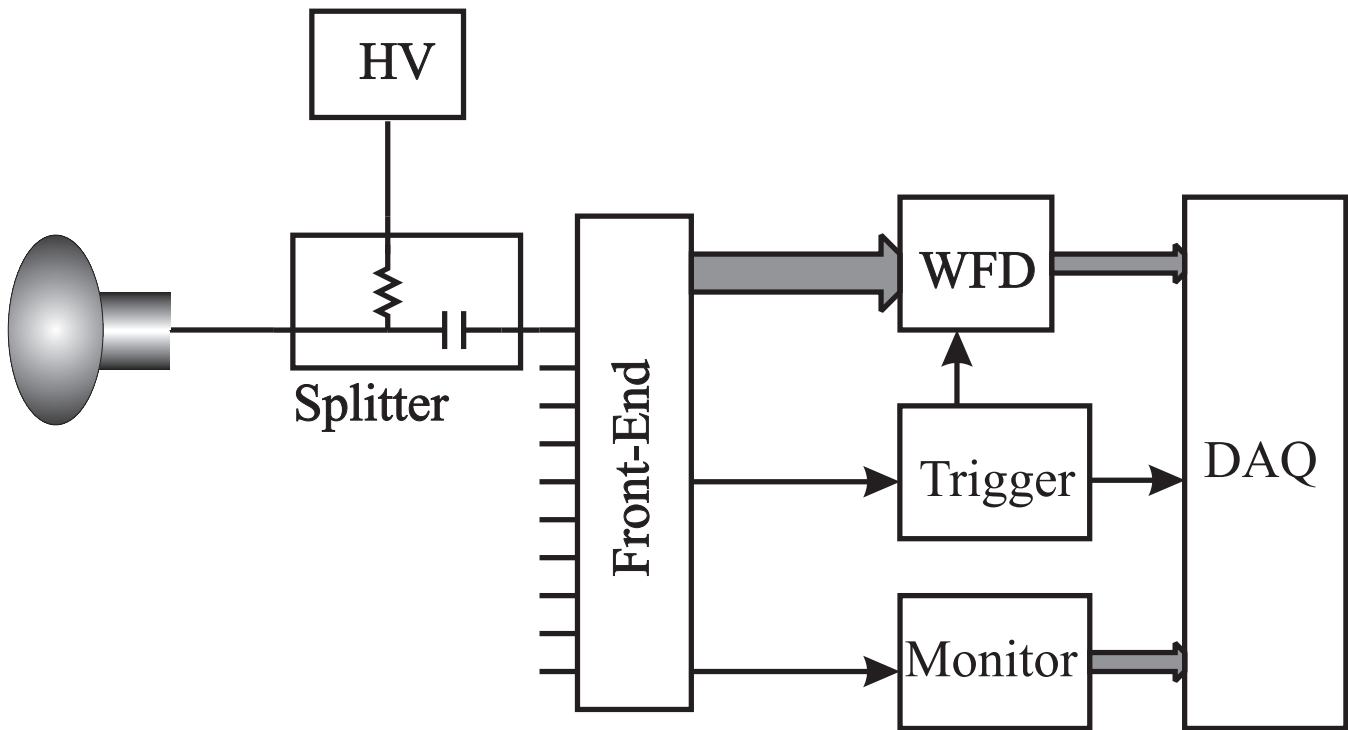 HV
Splitter
Front-End
WFD
Trigger
Monitor
DAQ